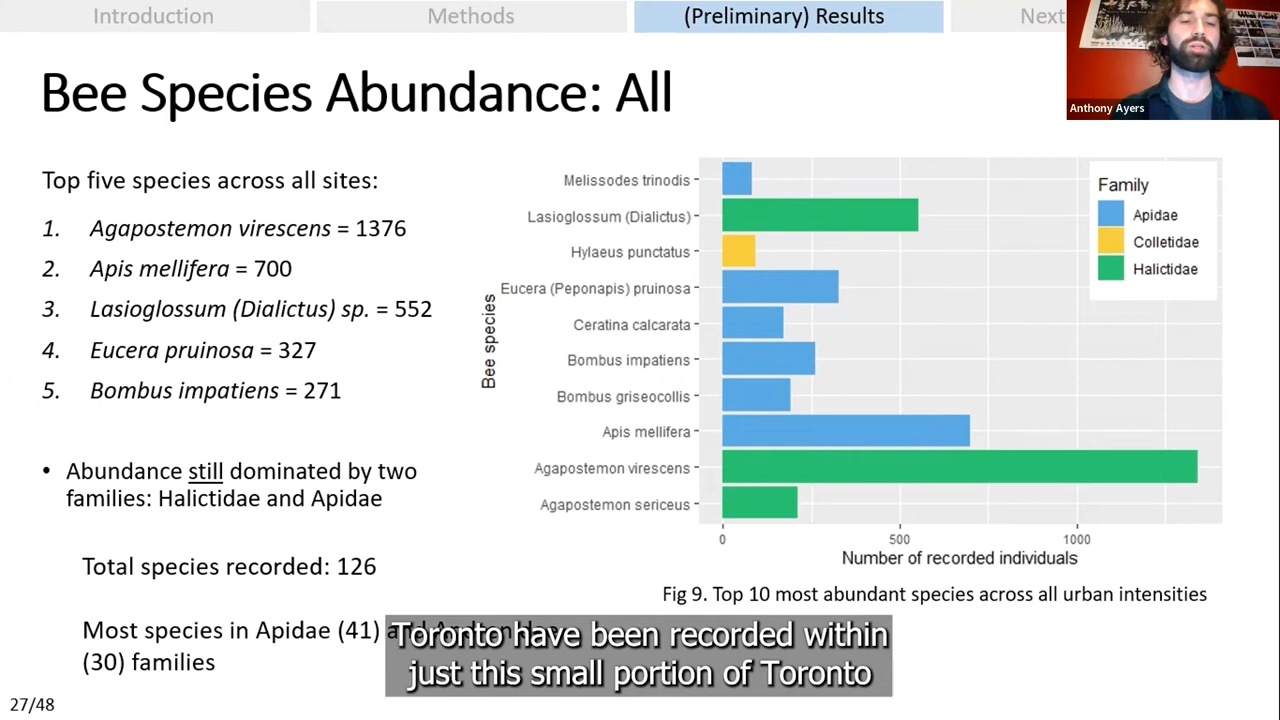 Introduction
Methods
(Preliminary) Results
Next
Anthony Ayers
Bee Species Abundance: All
Top five species across all sites:
1. Agapostemon virescens = 1376
2. Apis mellifera = 700
3. Lasioglossum (Dialictus) sp. = 552
4. Eucera pruinosa = 327
5. Bombus impatiens = 271
• Abundance still dominated by two
families: Halictidae and Apidae
Total species recorded: 126
Most species in Apidae (41)
(30) families
27/48
Bee species
Melissodes trinodis
Lasioglossum (Dialictus)
Hylaeus punctatus
Eucera (Peponapis) pruinosa
Ceratina calcarata
Bombus impatiens
Bombus griseocollis
Apis mellifera
Agapostemon virescens
Agapostemon sericeus
0 500 1000
Number of recorded individuals
Family
Apidae
Colletidae
Halictidae
Fig 9. Top 10 most abundant species across all urban intensities
Toronto have been recorded within
just this small portion of Toronto